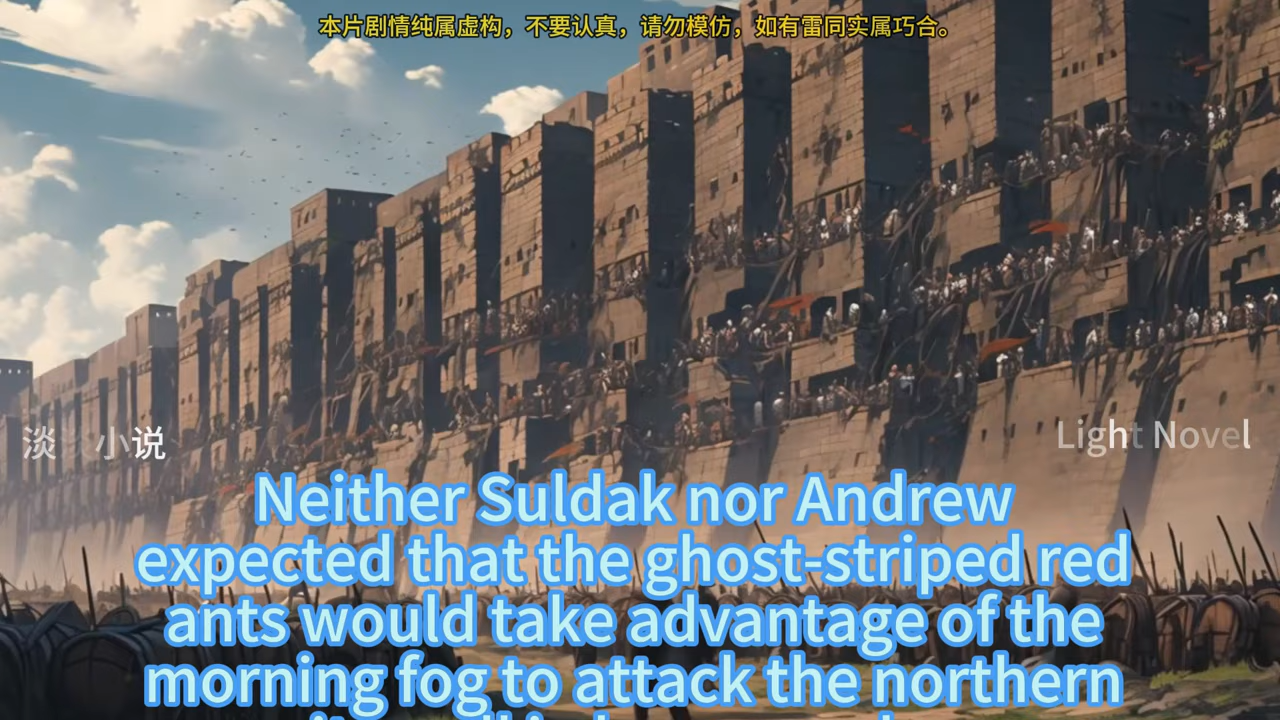 本片剧情纯属虚构，不要认真，请勿模仿，如有雷同实属巧合。
淡淡小说
Light Novel
Neither Suldak nor Andrew
expected that the ghost-striped red
ants would take advantage of the
morning fog to attack the northern